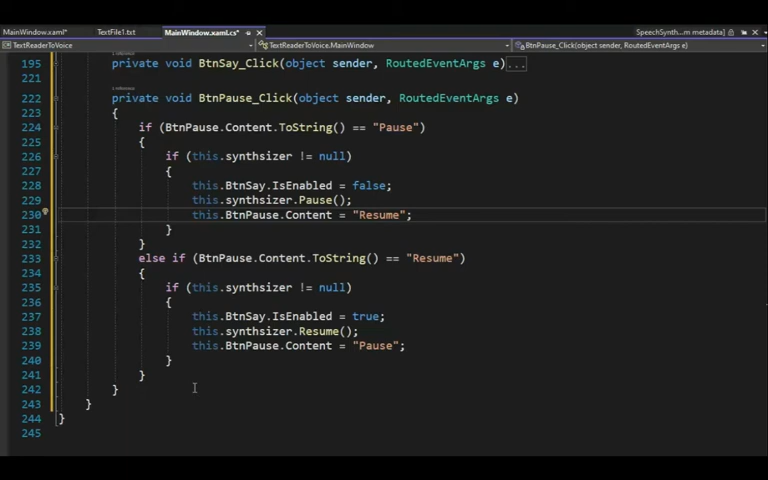 MainWindow.xaml* TextFile1.txt MainWindow.xaml.cs* SpeechSynth... m metadata]
TextReaderToVoice TextReaderToVoice.MainWindow BtnPause_Click(object sender, RoutedEventArgs e)
195 private void BtnSay_Click(object sender, RoutedEventArgs e)...
221
222 private void BtnPause_Click(object sender, RoutedEventArgs e)
223 {
224 if (BtnPause.Content.ToString() == "Pause")
225 {
226 if (this.synthsizer != null)
227 {
228 this.BtnSay.IsEnabled = false;
229 this.synthsizer.Pause();
230 this.BtnPause.Content = "Resume";
231 }
232 }
233 else if (BtnPause.Content.ToString() == "Resume")
234 {
235 if (this.synthsizer != null)
236 {
237 this.BtnSay.IsEnabled = true;
238 this.synthsizer.Resume();
239 this.BtnPause.Content = "Pause";
240 }
241 }
242 }
243 }
244 }
245